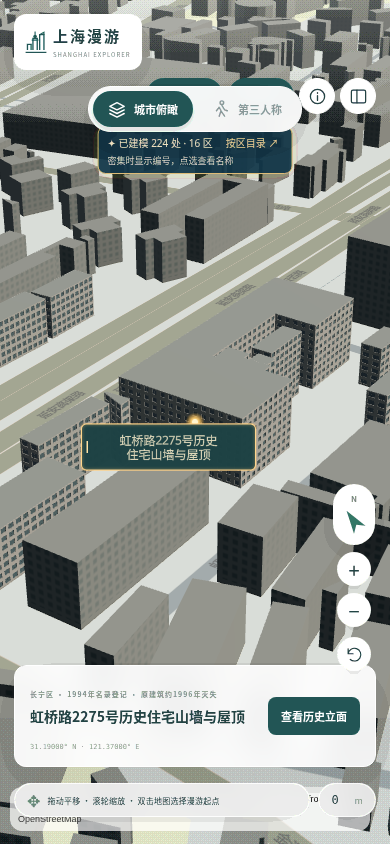 上海漫游
SHANGHAI EXPLORER
城市俯瞰
第三人称
✦ 已建模 224 处 · 16 区 按区目录 ↗
密集时显示编号，点选查看名称
虹桥路2275号历史
住宅山墙与屋顶
N
+
−
长宁区 · 1994年名录登记 · 原建筑约1996年灭失
虹桥路2275号历史住宅山墙与屋顶
查看历史立面
31.19000° N · 121.37800° E
拖动平移 · 滚轮缩放 · 双击地图选择漫游起点
0 m
OpenStreetMap